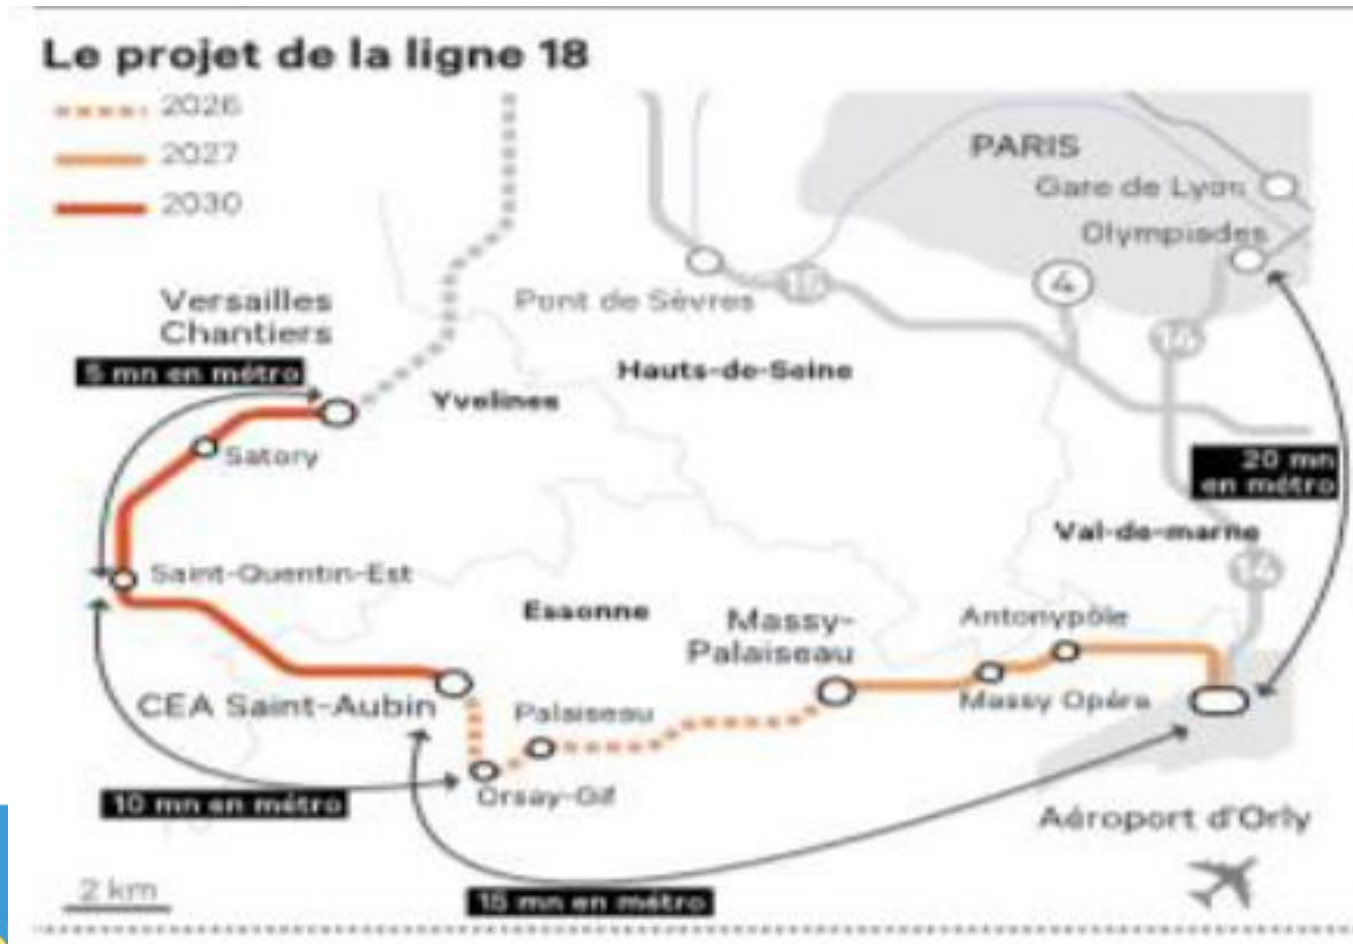 Le projet de la ligne 18
2026
2027
2030
PARIS
Gare de Lyon
Olympiades
Versailles
Chantiers
Pont de Sèvres
4
5 mn en métro
Hauts-de-Seine
Yvelines
Satory
20 mn
en métro
Val-de-marne
14
Saint-Quentin-Est
Essonne
Massy-
Palaiseau
Antonypôle
CEA Saint-Aubin
Palaiseau
Massy Opéra
Orsay-Gif
10 mn en métro
Aéroport d'Orly
2 km
15 mn en métro